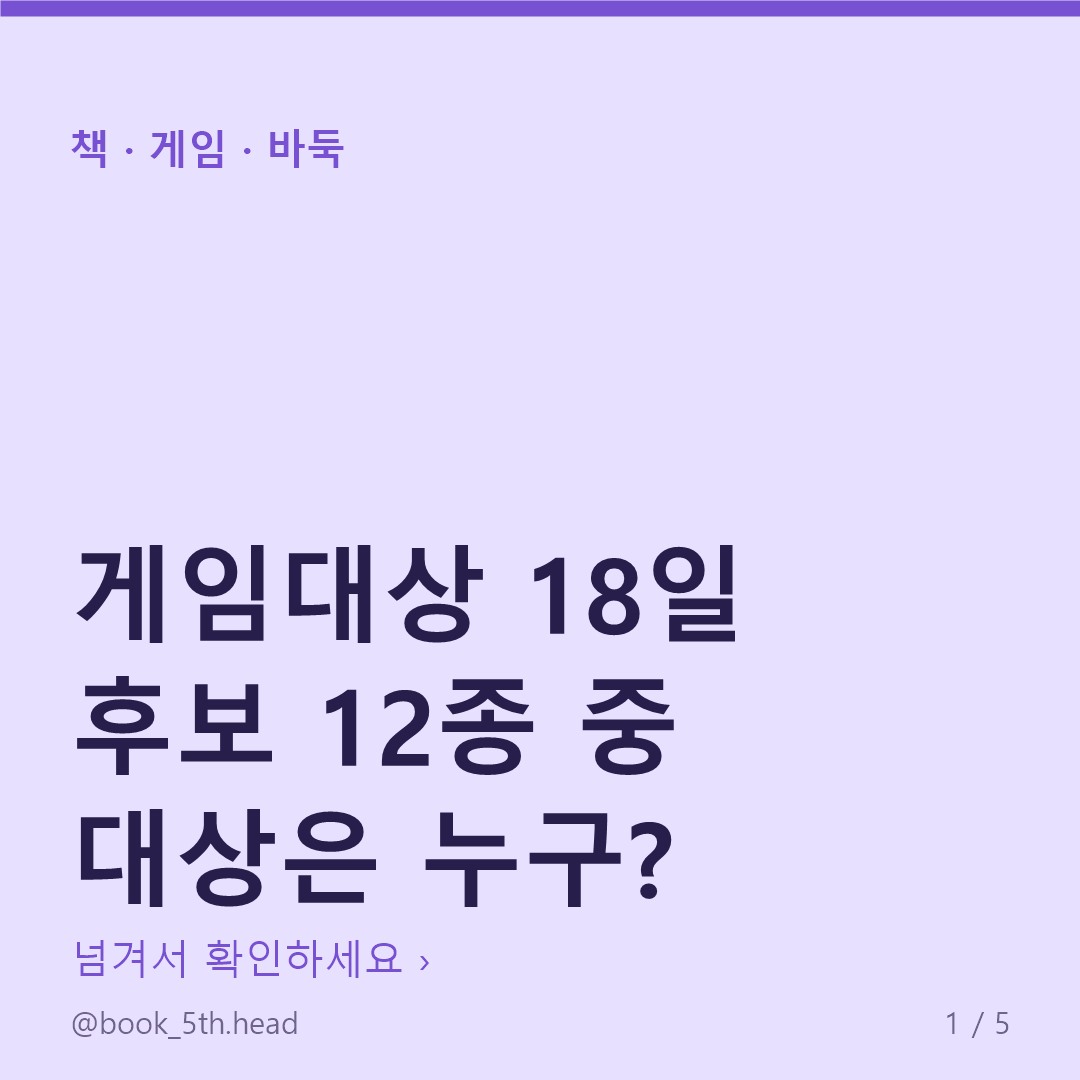 책 · 게임 · 바둑
게임대상 18일
후보 12종 중
대상은 누구?
넘겨서 확인하세요 ›
@book_5th.head
1 / 5